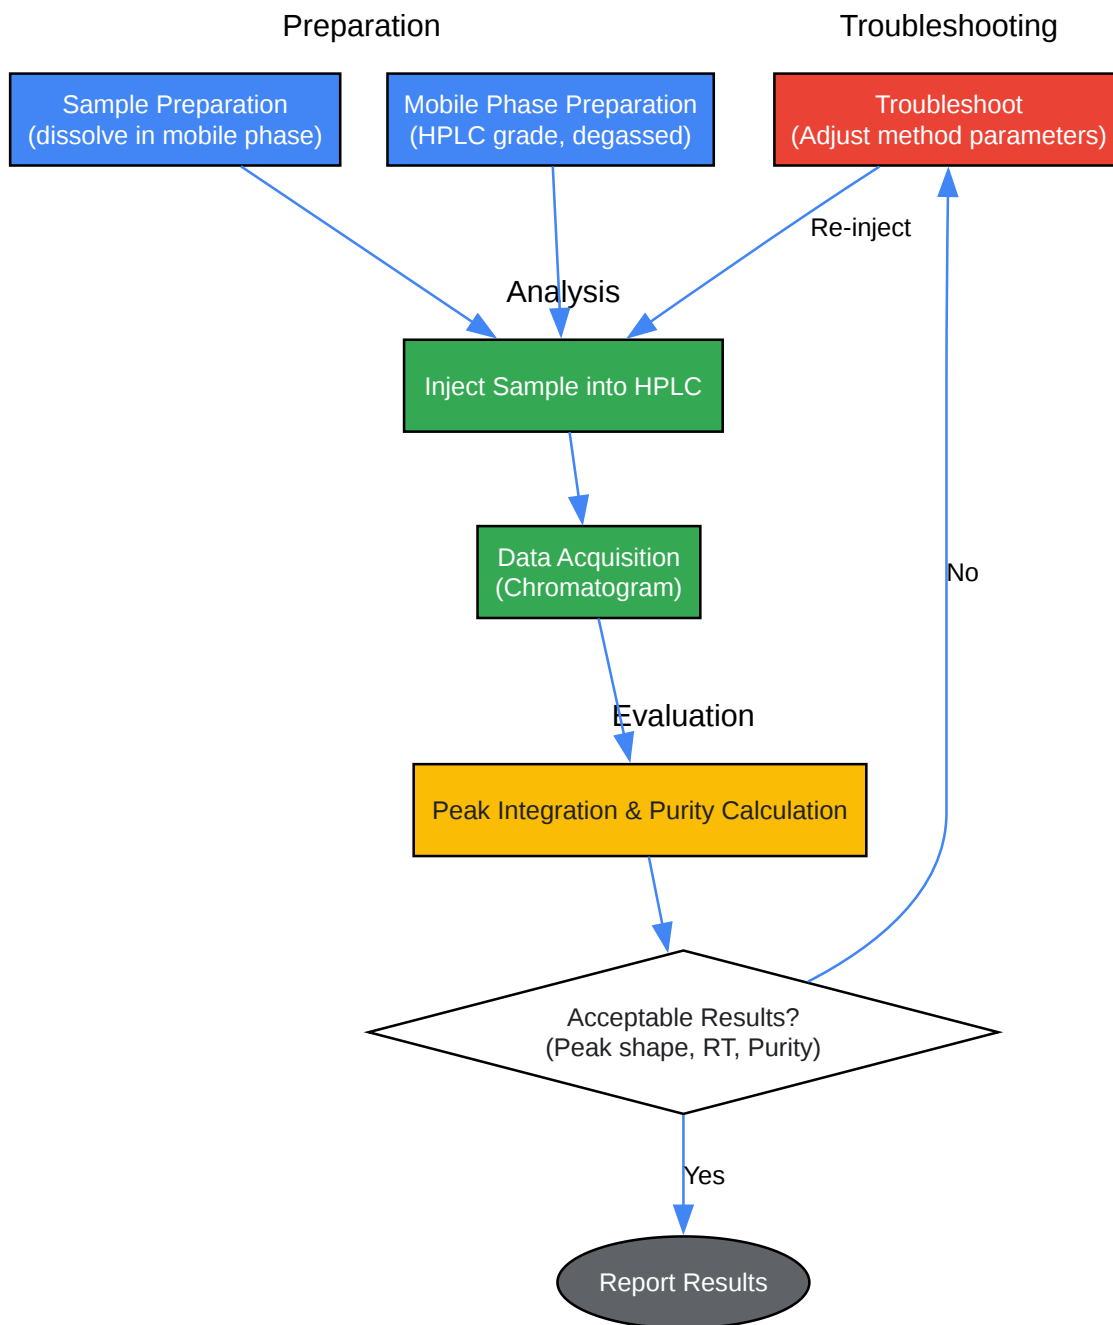 Preparation
Troubleshooting
Sample Preparation
(dissolve in mobile phase)
Mobile Phase Preparation
(HPLC grade, degassed)
Troubleshoot
(Adjust method parameters)
Re-inject
Analysis
Inject Sample into HPLC
Data Acquisition
(Chromatogram)
No
Evaluation
Peak Integration & Purity Calculation
Acceptable Results?
(Peak shape, RT, Purity)
Yes
Report Results